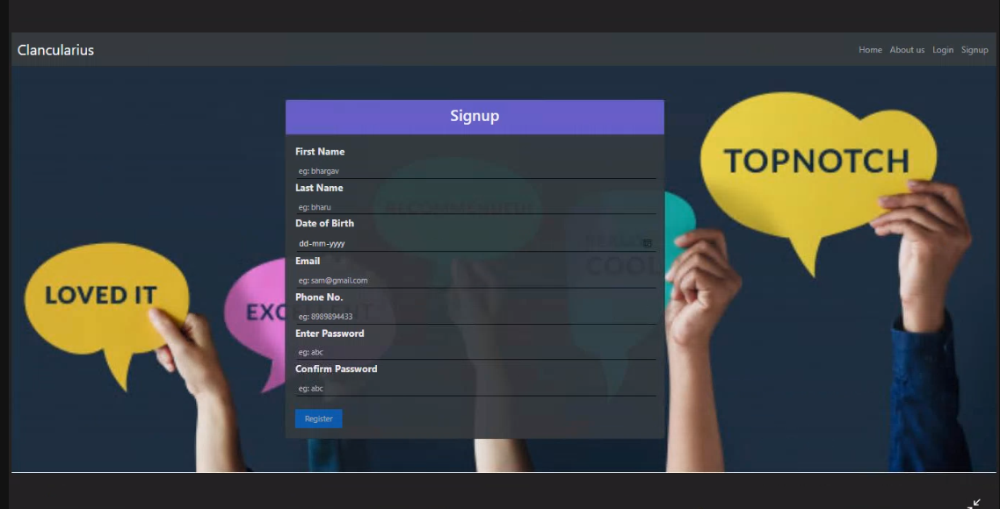 Clancularius
Home About us Login Signup
Signup
First Name
eg: bhargav
Last Name
eg: bharu
Date of Birth
dd-mm-yyyy
Email
eg: sam@gmail.com
Phone No.
eg: 8989894433
Enter Password
eg: abc
Confirm Password
eg: abc
Register
TOPNOTCH
COOL
LOVED IT